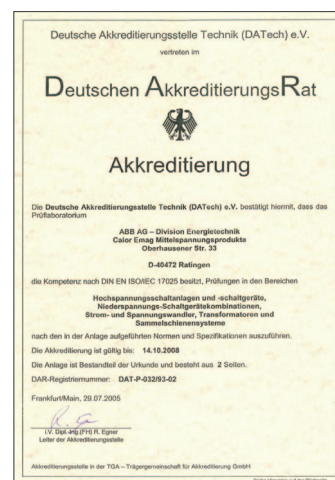 Deutsche Akkreditierungsstelle Technik (DATech) e.V.
vertreten im
Deutschen AkkreditierungsRat
Akkreditierung
Die Deutsche Akkreditierungsstelle Technik (DATech) e.V. bestätigt hiermit, dass das
Prüflaboratorium
ABB AG – Division Energietechnik
Calor Emag Mittelspannungsprodukte
Oberhausener Str. 33
D-40472 Ratingen
die Kompetenz nach DIN EN ISO/IEC 17025 besitzt, Prüfungen in den Bereichen
Hochspannungsschaltanlagen und -schaltgeräte,
Niederspannungs-Schaltgerätekombinationen,
Strom- und Spannungswandler, Transformatoren und
Sammelschienensysteme
nach den in der Anlage aufgeführten Normen und Spezifikationen auszuführen.
Die Akkreditierung ist gültig bis: 14.10.2008
Die Anlage ist Bestandteil der Urkunde und besteht aus 2 Seiten.
DAR-Registriernummer: DAT-P-032/93-02
Frankfurt/Main, 29.07.2005
i.V. Dipl.-Ing.(FH) R. Egner
Leiter der Akkreditierungsstelle
Akkreditierungsstelle in der TGA – Trägergemeinschaft für Akkreditierung GmbH